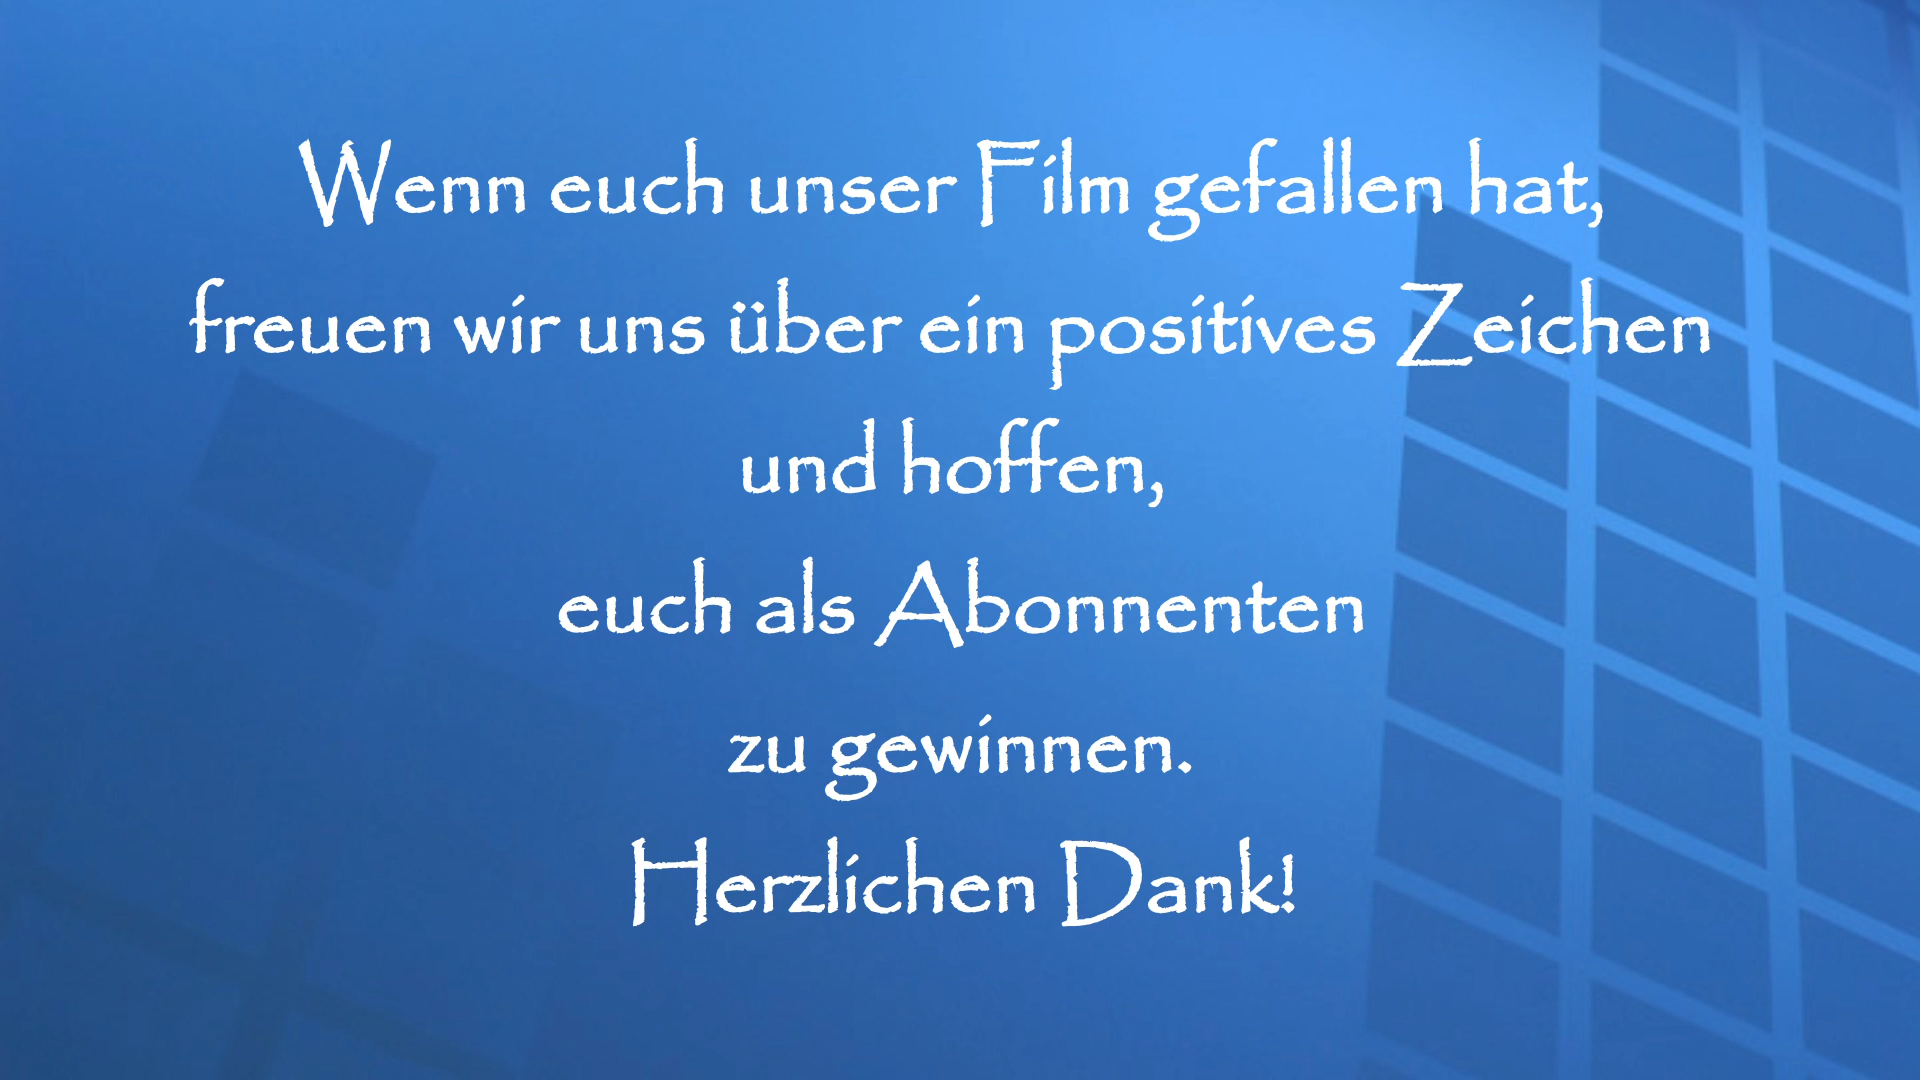 Wenn euch unser Film gefallen hat,
freuen wir uns über ein positives Zeichen
und hoffen,
euch als Abonnenten
zu gewinnen.
Herzlichen Dank!